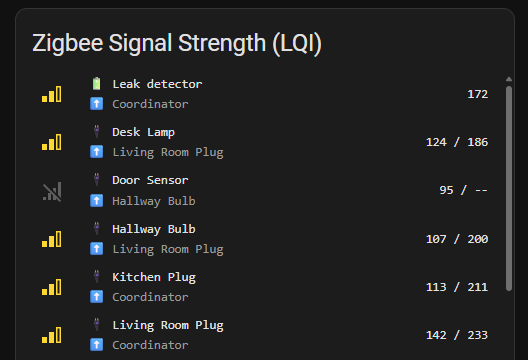 Zigbee Signal Strength (LQI)
Leak detector
Coordinator
172
Desk Lamp
Living Room Plug
124 / 186
Door Sensor
Hallway Bulb
95 / --
Hallway Bulb
Living Room Plug
107 / 200
Kitchen Plug
Coordinator
113 / 211
Living Room Plug
Coordinator
142 / 233